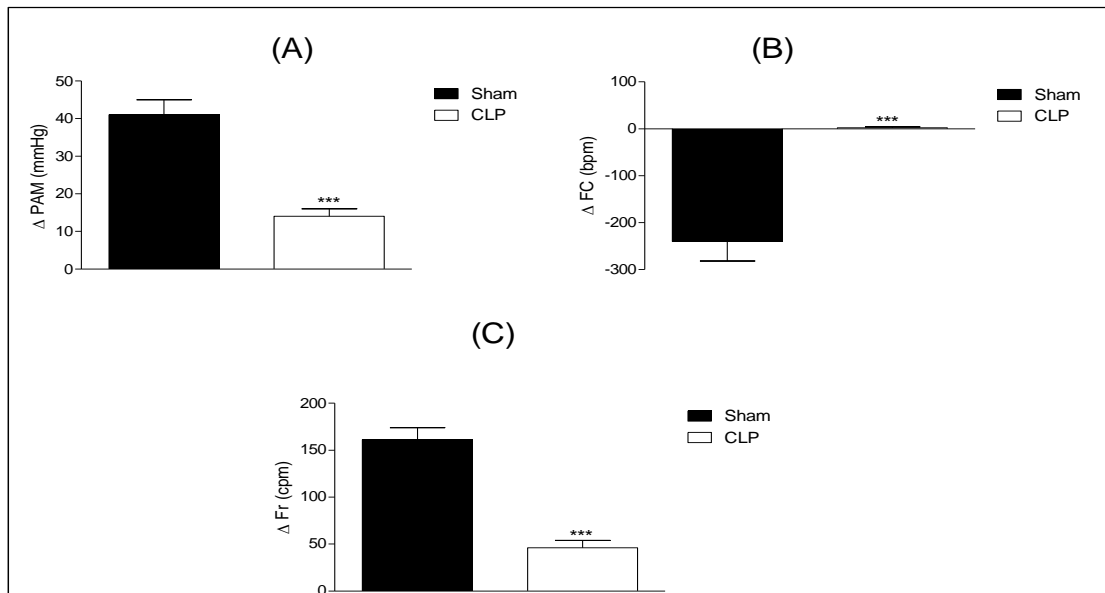 (A)
50
40
30
20
10
0
Δ PAM (mmHg)
***
Sham
CLP
(B)
100
0
-100
-200
-300
Δ FC (bpm)
***
Sham
CLP
(C)
200
150
100
50
0
Δ Fr (cpm)
***
Sham
CLP